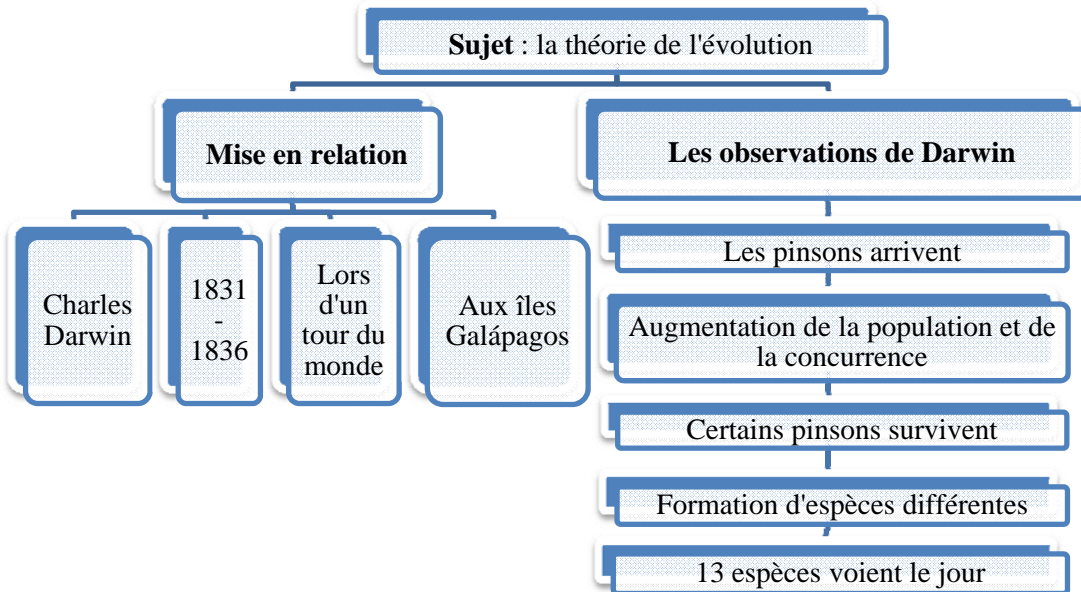 Sujet : la théorie de l'évolution
Mise en relation
Les observations de Darwin
Charles
Darwin
1831
-
1836
Lors
d'un
tour du
monde
Aux îles
Galápagos
Les pinsons arrivent
Augmentation de la population et de
la concurrence
Certains pinsons survivent
Formation d'espèces différentes
13 espèces voient le jour